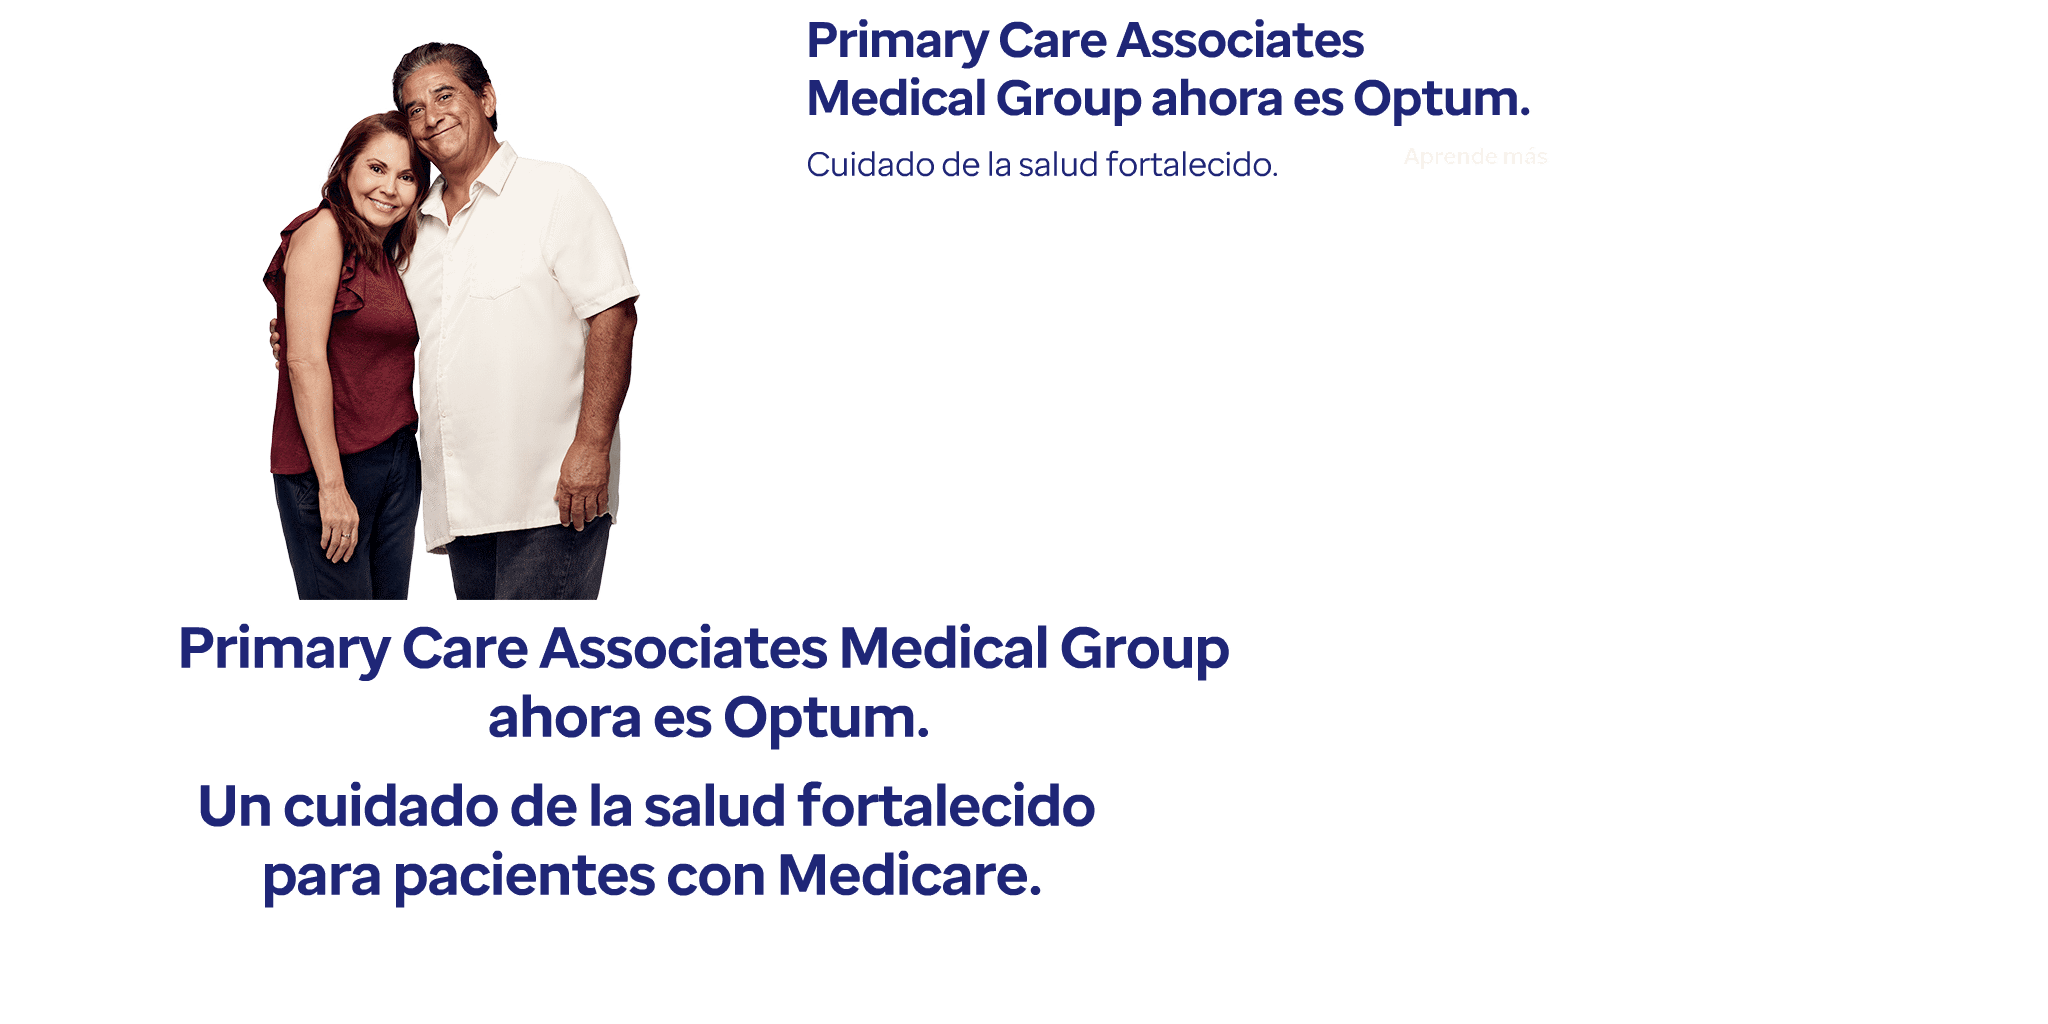 Primary Care Associates
Medical Group ahora es Optum.
Cuidado de la salud fortalecido.
Aprende más
Primary Care Associates Medical Group
ahora es Optum.
Un cuidado de la salud fortalecido
para pacientes con Medicare.